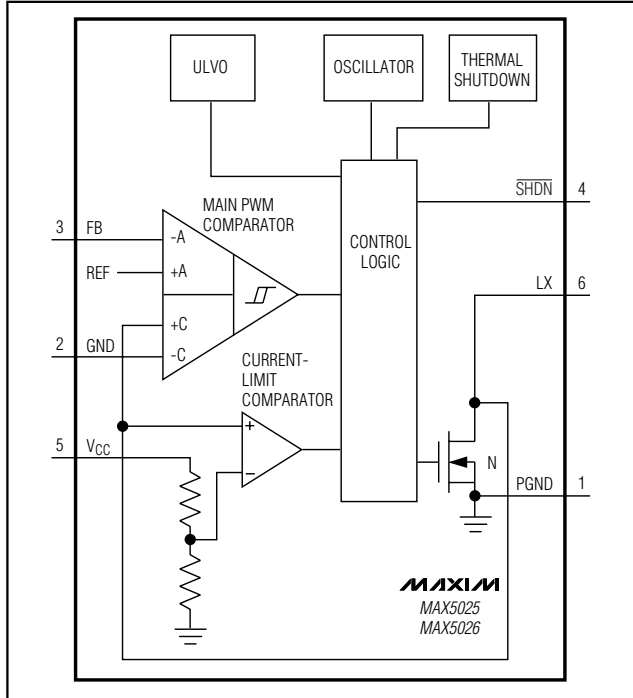 ULVO
OSCILLATOR
THERMAL
SHUTDOWN
SHDN 4
3 FB
MAIN PWM
COMPARATOR
-A
REF
+A
CONTROL
LOGIC
LX 6
+C
2 GND
-C
CURRENT-
LIMIT
COMPARATOR
+
5 VCC
−
N
PGND 1
MAXIM
MAX5025
MAX5026